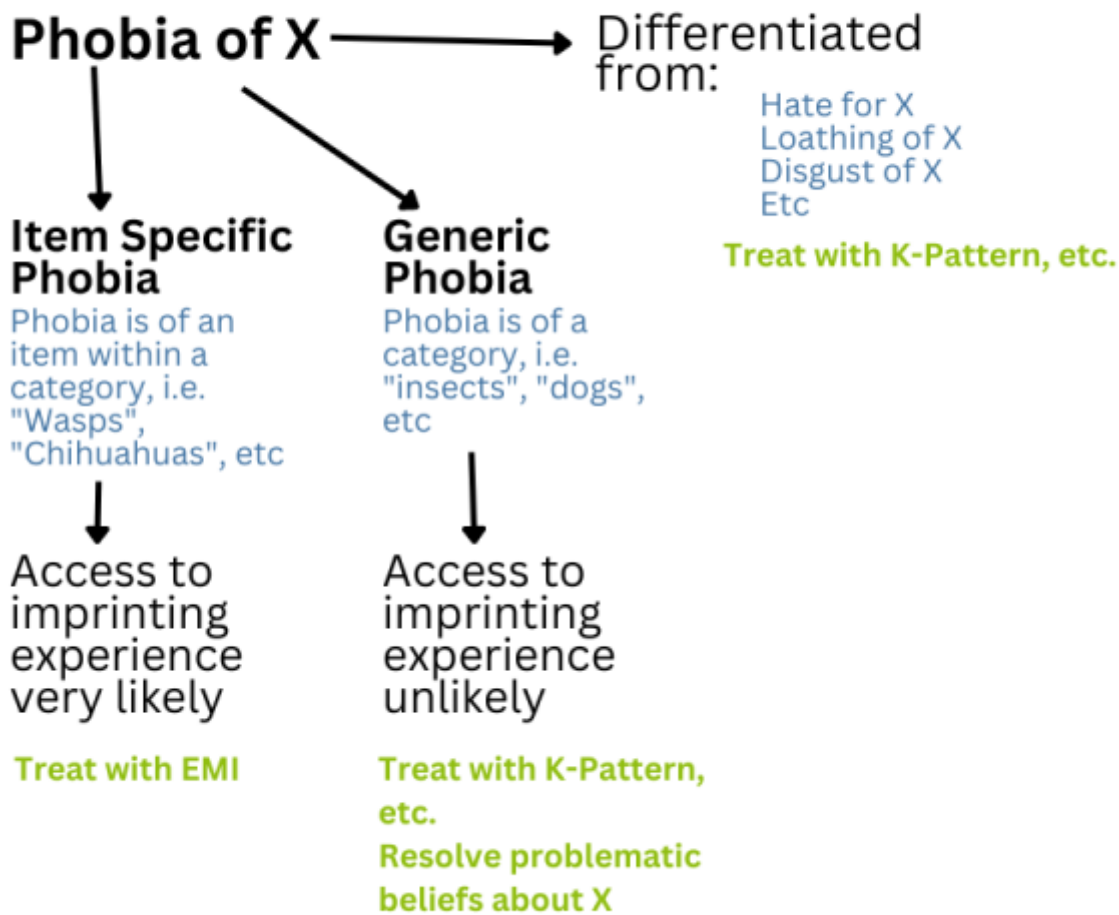 Phobia of X
Differentiated
from:
Hate for X
Loathing of X
Disgust of X
Etc
Treat with K-Pattern, etc.
Item Specific
Phobia
Phobia is of an
item within a
category, i.e.
"Wasps",
"Chihuahuas", etc
Access to
imprinting
experience
very likely
Treat with EMI
Generic
Phobia
Phobia is of a
category, i.e.
"insects", "dogs",
etc
Access to
imprinting
experience
unlikely
Treat with K-Pattern,
etc.
Resolve problematic
beliefs about X